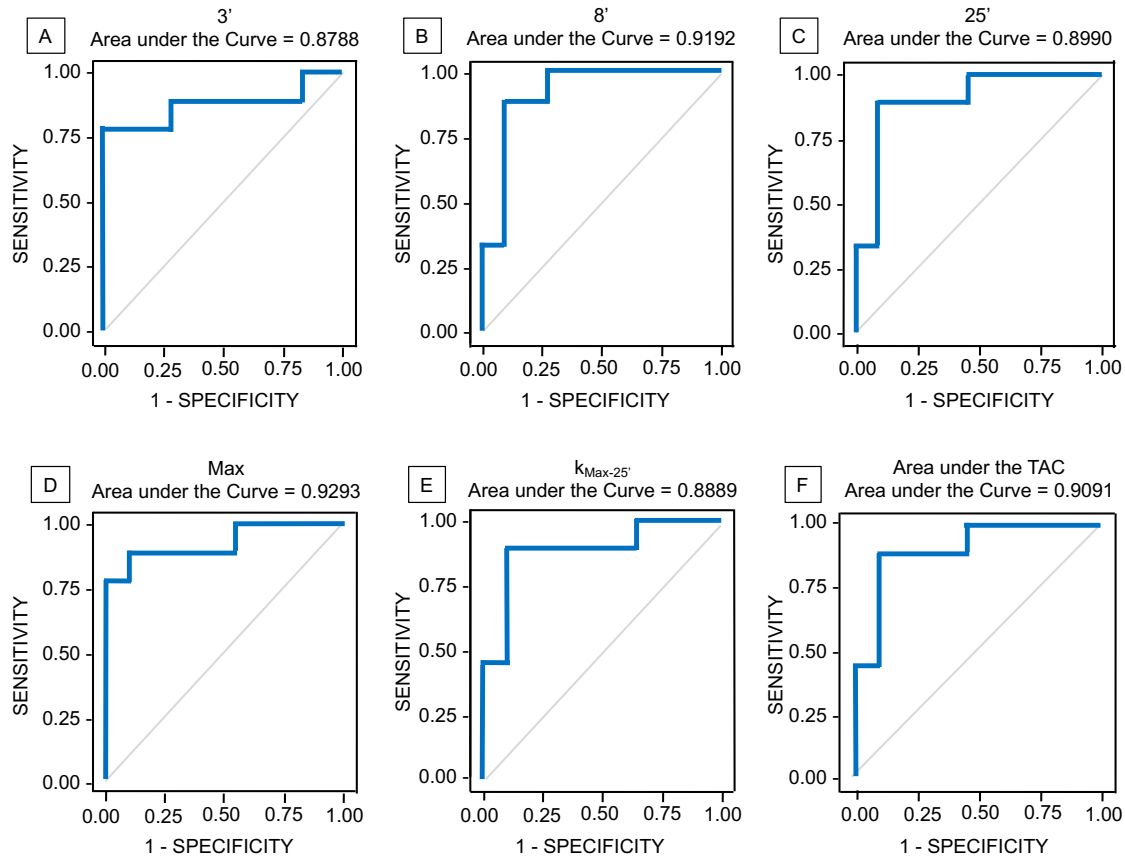 A
3’
Area under the Curve = 0.8788
1.00
0.75
0.50
0.25
0.00
SENSITIVITY
0.00 0.25 0.50 0.75 1.00
1 - SPECIFICITY
B
8’
Area under the Curve = 0.9192
1.00
0.75
0.50
0.25
0.00
SENSITIVITY
0.00 0.25 0.50 0.75 1.00
1 - SPECIFICITY
C
25’
Area under the Curve = 0.8990
1.00
0.75
0.50
0.25
0.00
SENSITIVITY
0.00 0.25 0.50 0.75 1.00
1 - SPECIFICITY
D
Max
Area under the Curve = 0.9293
1.00
0.75
0.50
0.25
0.00
SENSITIVITY
0.00 0.25 0.50 0.75 1.00
1 - SPECIFICITY
E
kMax-25’
Area under the Curve = 0.8889
1.00
0.75
0.50
0.25
0.00
SENSITIVITY
0.00 0.25 0.50 0.75 1.00
1 - SPECIFICITY
F
Area under the TAC
Area under the Curve = 0.9091
1.00
0.75
0.50
0.25
0.00
SENSITIVITY
0.00 0.25 0.50 0.75 1.00
1 - SPECIFICITY